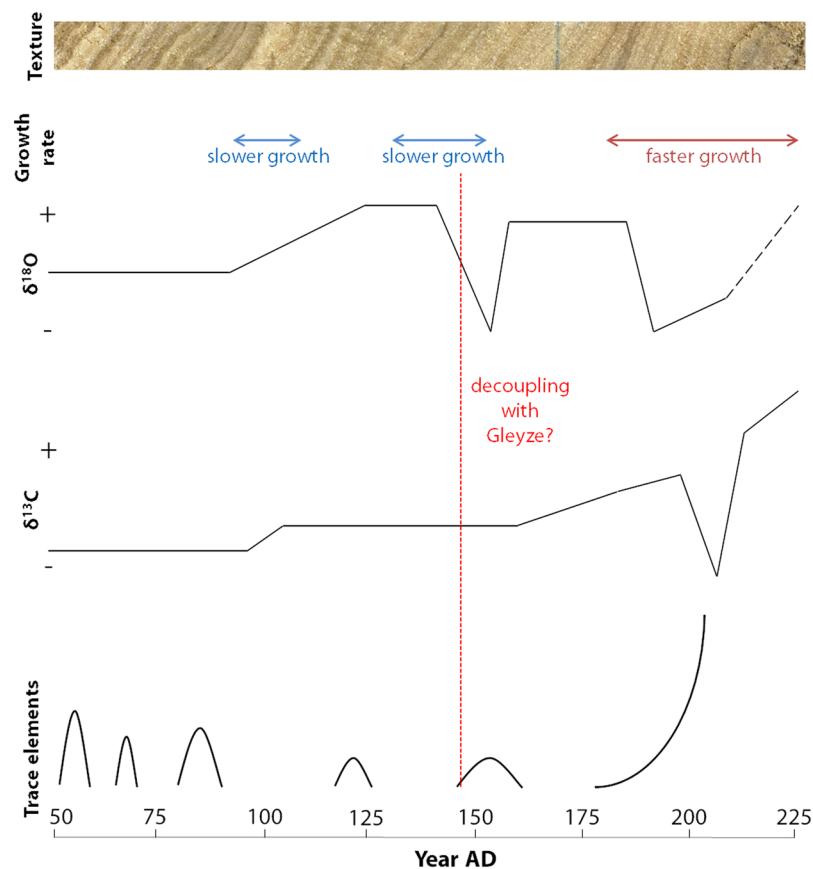 Texture
Growth
rate
slower growth
slower growth
faster growth
+
δ18O
-
decoupling
with
Gleyze?
+
δ13C
-
Trace elements
50 75 100 125 150 175 200 225
Year AD